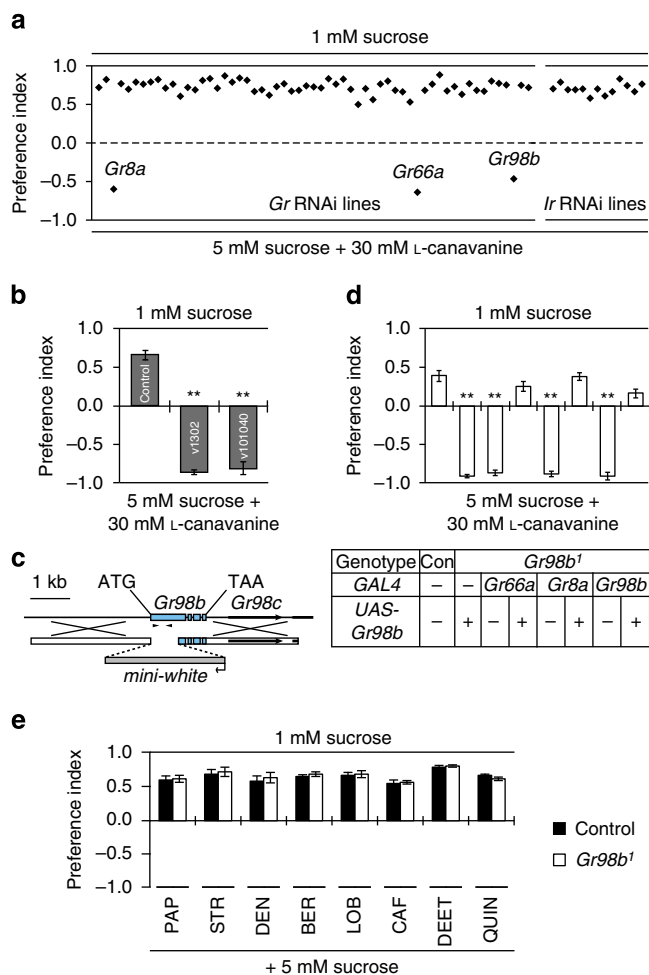 a
1 mM sucrose
Preference index
1.0
0.5
0.0
−0.5
−1.0
Gr8a
Gr66a
Gr98b
Gr RNAi lines
Ir RNAi lines
5 mM sucrose + 30 mM L-canavanine
b
1 mM sucrose
Preference index
1.0
0.5
0.0
−0.5
−1.0
Control
**
**
v1302
v101040
5 mM sucrose +
30 mM L-canavanine
d
1 mM sucrose
Preference index
1.0
0.5
0.0
−0.5
−1.0
** ** ** **
5 mM sucrose +
30 mM L-canavanine
Genotype Con Gr98b¹
GAL4 − − Gr66a Gr8a Gr98b
UAS-
Gr98b − + − + − + − +
c
1 kb
ATG
Gr98b
TAA
Gr98c
mini-white
e
1 mM sucrose
Preference index
1.0
0.5
0.0
−0.5
−1.0
PAP
STR
DEN
BER
LOB
CAF
DEET
QUIN
+ 5 mM sucrose
Control
Gr98b¹